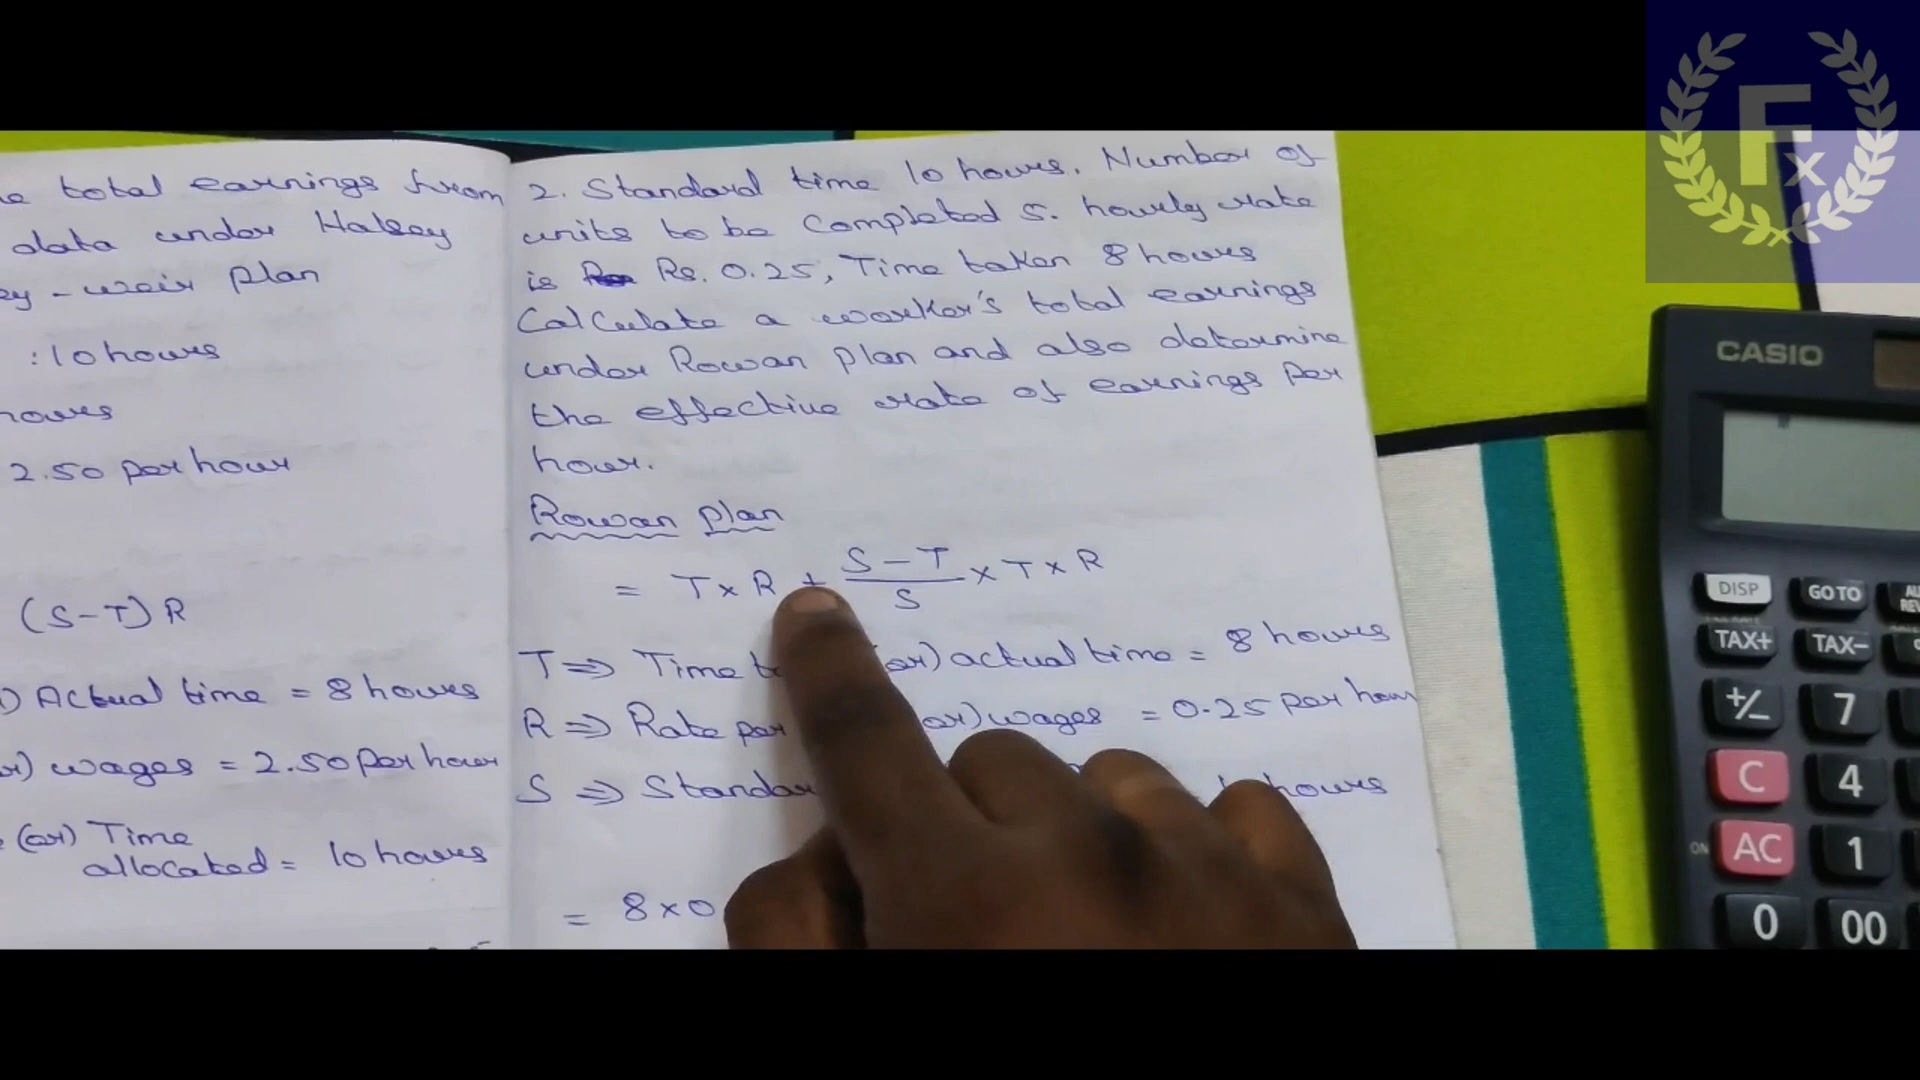 total earnings from
data under Halsey
- weir plan
: 10 hours
2.50 per hour
(S-T) R
Actual time = 8 hours
wages = 2.50 per hour
(or) Time
allocated = 10 hours
2. Standard time 10 hours. Number of
units to be Completed 5. hourly rate
is Rs. 0.25, Time taken 8 hours
Calculate a worker's total earnings
under Rowan plan and also determine
the effective rate of earnings per
hour.
Rowan plan
= T x R + S - T / S x T x R
T => Time (or) actual time = 8 hours
R => Rate per (or) wages = 0.25 per hour
S => hours
= 8 x 0
Fx
CASIO
DISP GO TO
TAX+ TAX-
+/- 7
C 4
ON AC 1
0 00